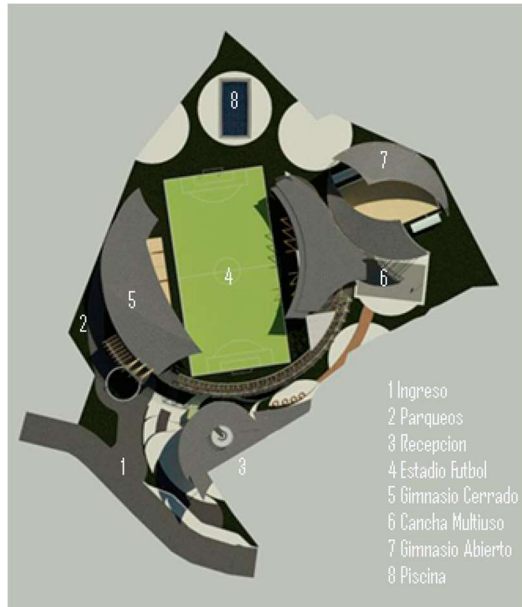 8
7
4
6
5
2
1
3
1 Ingreso
2 Parqueos
3 Recepcion
4 Estadio Futbol
5 Gimnasio Cerrado
6 Cancha Multiuso
7 Gimnasio Abierto
8 Piscina